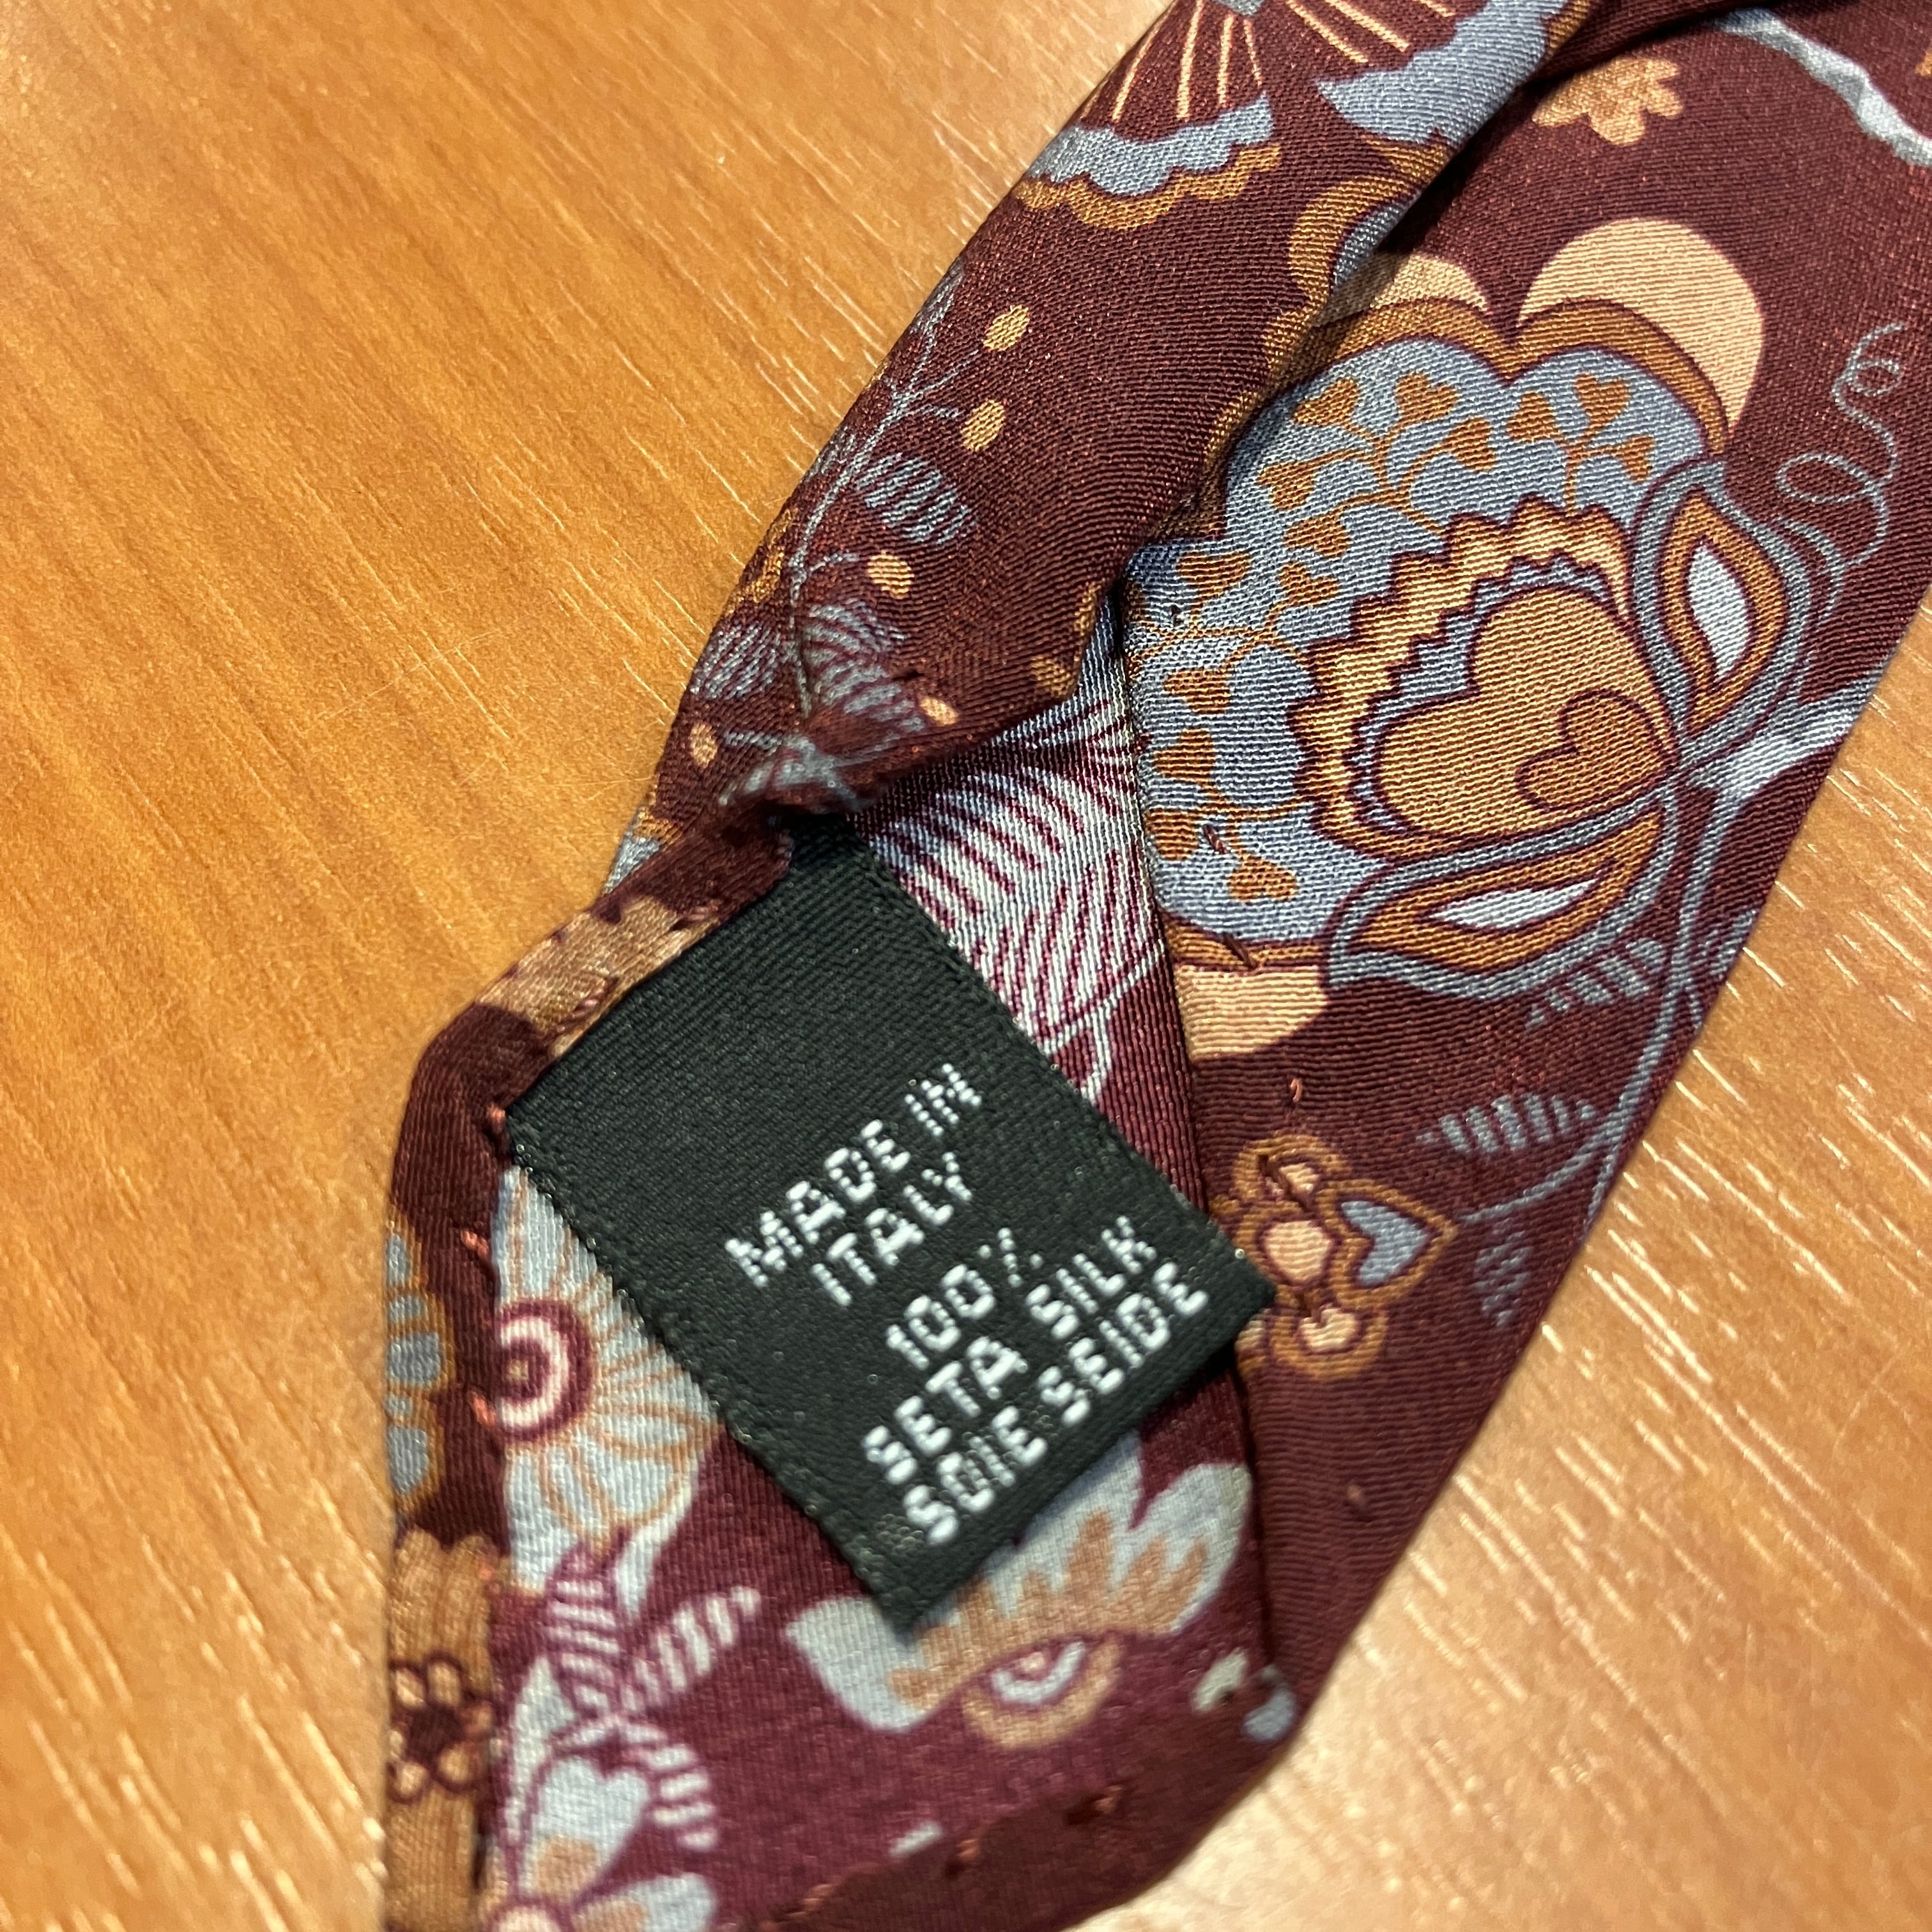 MADE IN
ITALY
100%
SETA SILK
SOIE SEIDE